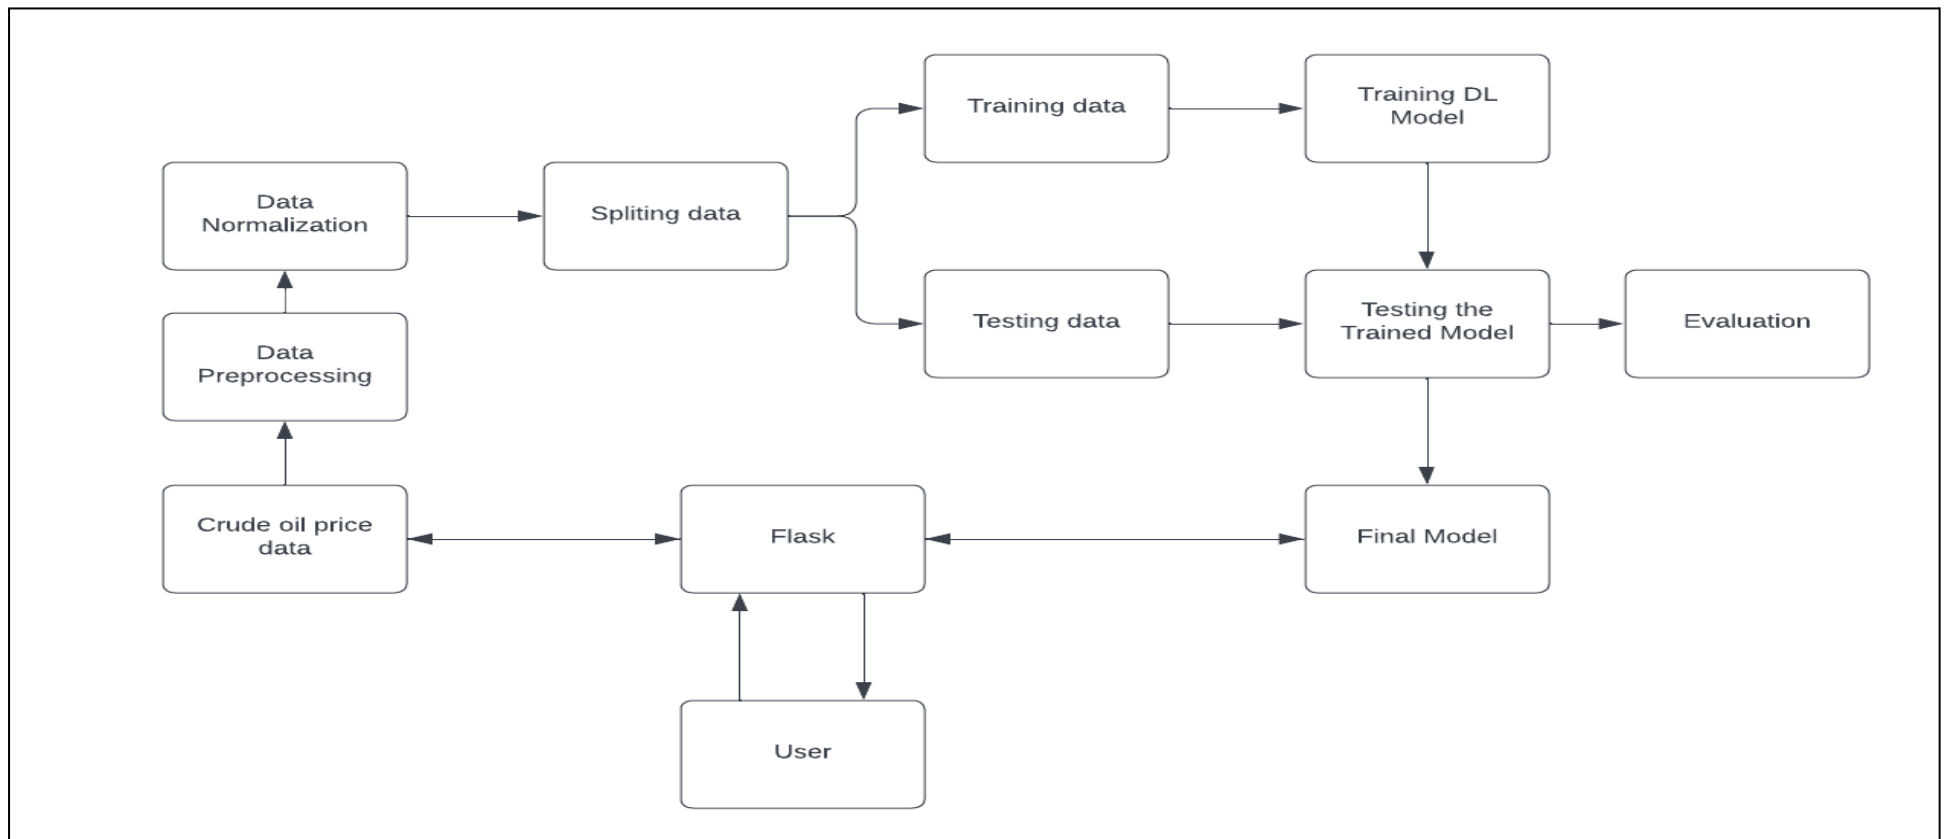 Training data
Training DL
Model
Data
Normalization
Spliting data
Testing data
Testing the
Trained Model
Evaluation
Data
Preprocessing
Crude oil price
data
Flask
Final Model
User